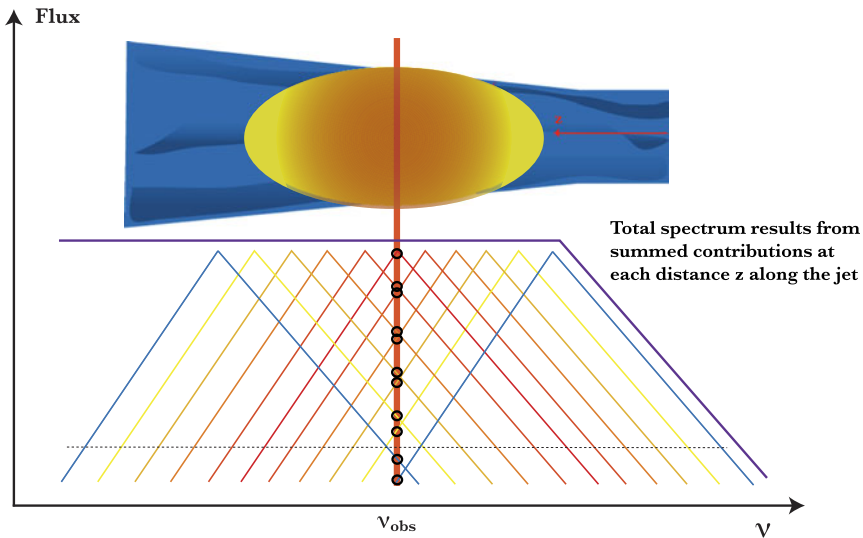 Flux
z
Total spectrum results from
summed contributions at
each distance z along the jet
νobs
ν